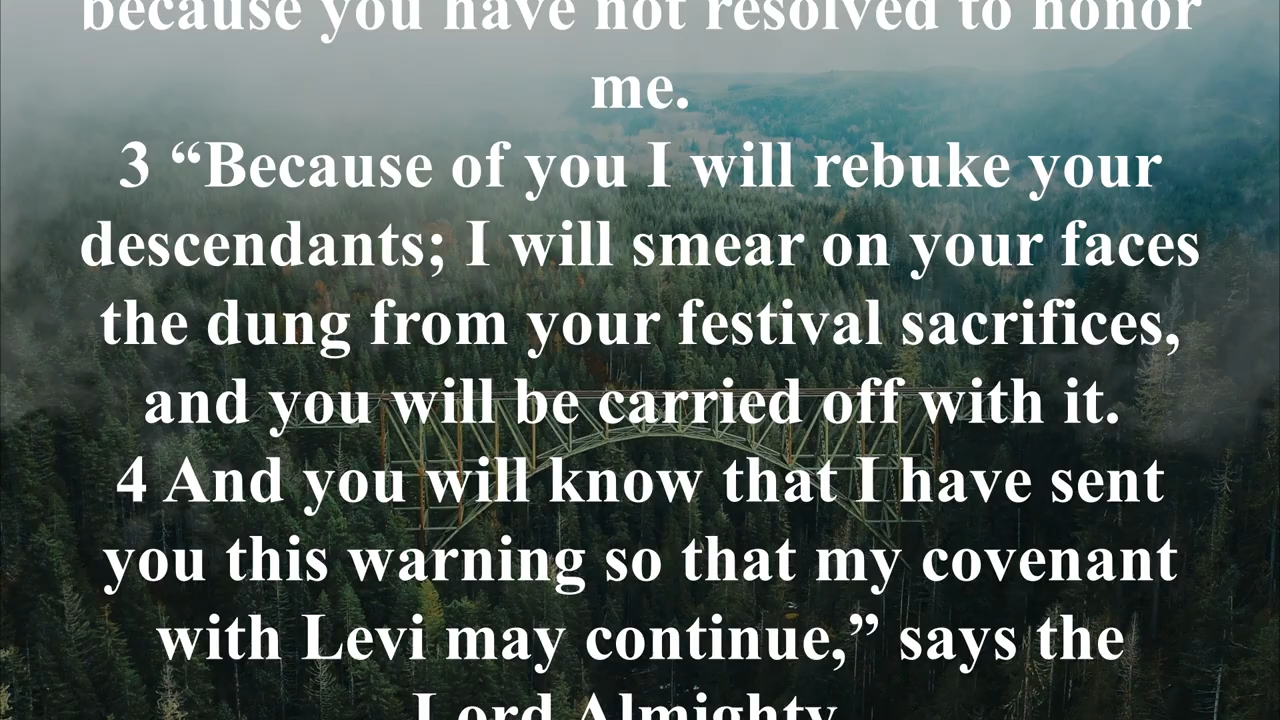 because you have not resolved to honor
me.
3 “Because of you I will rebuke your
descendants; I will smear on your faces
the dung from your festival sacrifices,
and you will be carried off with it.
4 And you will know that I have sent
you this warning so that my covenant
with Levi may continue,” says the
Lord Almighty.